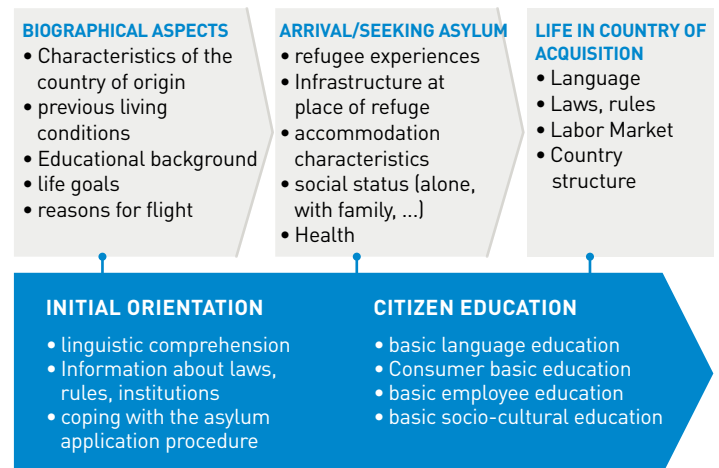 BIOGRAPHICAL ASPECTS
• Characteristics of the
country of origin
• previous living
conditions
• Educational background
• life goals
• reasons for flight
ARRIVAL/SEEKING ASYLUM
• refugee experiences
• Infrastructure at
place of refuge
• accommodation
characteristics
• social status (alone,
with family, ...)
• Health
LIFE IN COUNTRY OF
ACQUISITION
• Language
• Laws, rules
• Labor Market
• Country
structure
INITIAL ORIENTATION
• linguistic comprehension
• Information about laws,
rules, institutions
• coping with the asylum
application procedure
CITIZEN EDUCATION
• basic language education
• Consumer basic education
• basic employee education
• basic socio-cultural education